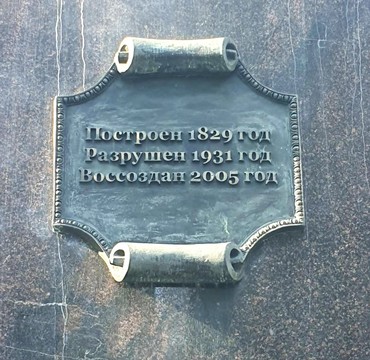 Построен 1829 год
Разрушен 1931 год
Воссоздан 2005 год